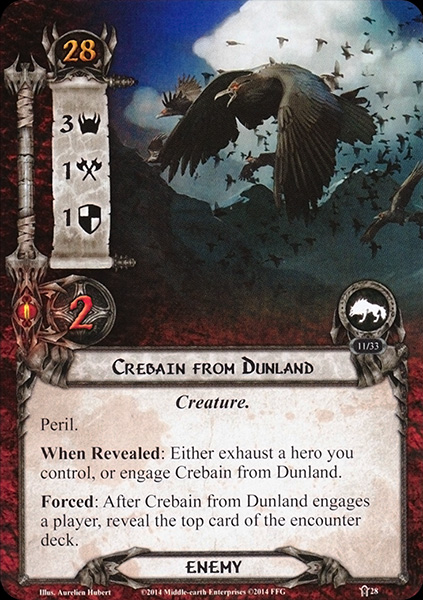 28
3
1
1
2
11/33
Crebain from Dunland
Creature.
Peril.
When Revealed: Either exhaust a hero you
control, or engage Crebain from Dunland.
Forced: After Crebain from Dunland engages
a player, reveal the top card of the encounter
deck.
ENEMY
Illus. Aurelien Hubert ©2014 Middle-earth Enterprises ©2014 FFG 28